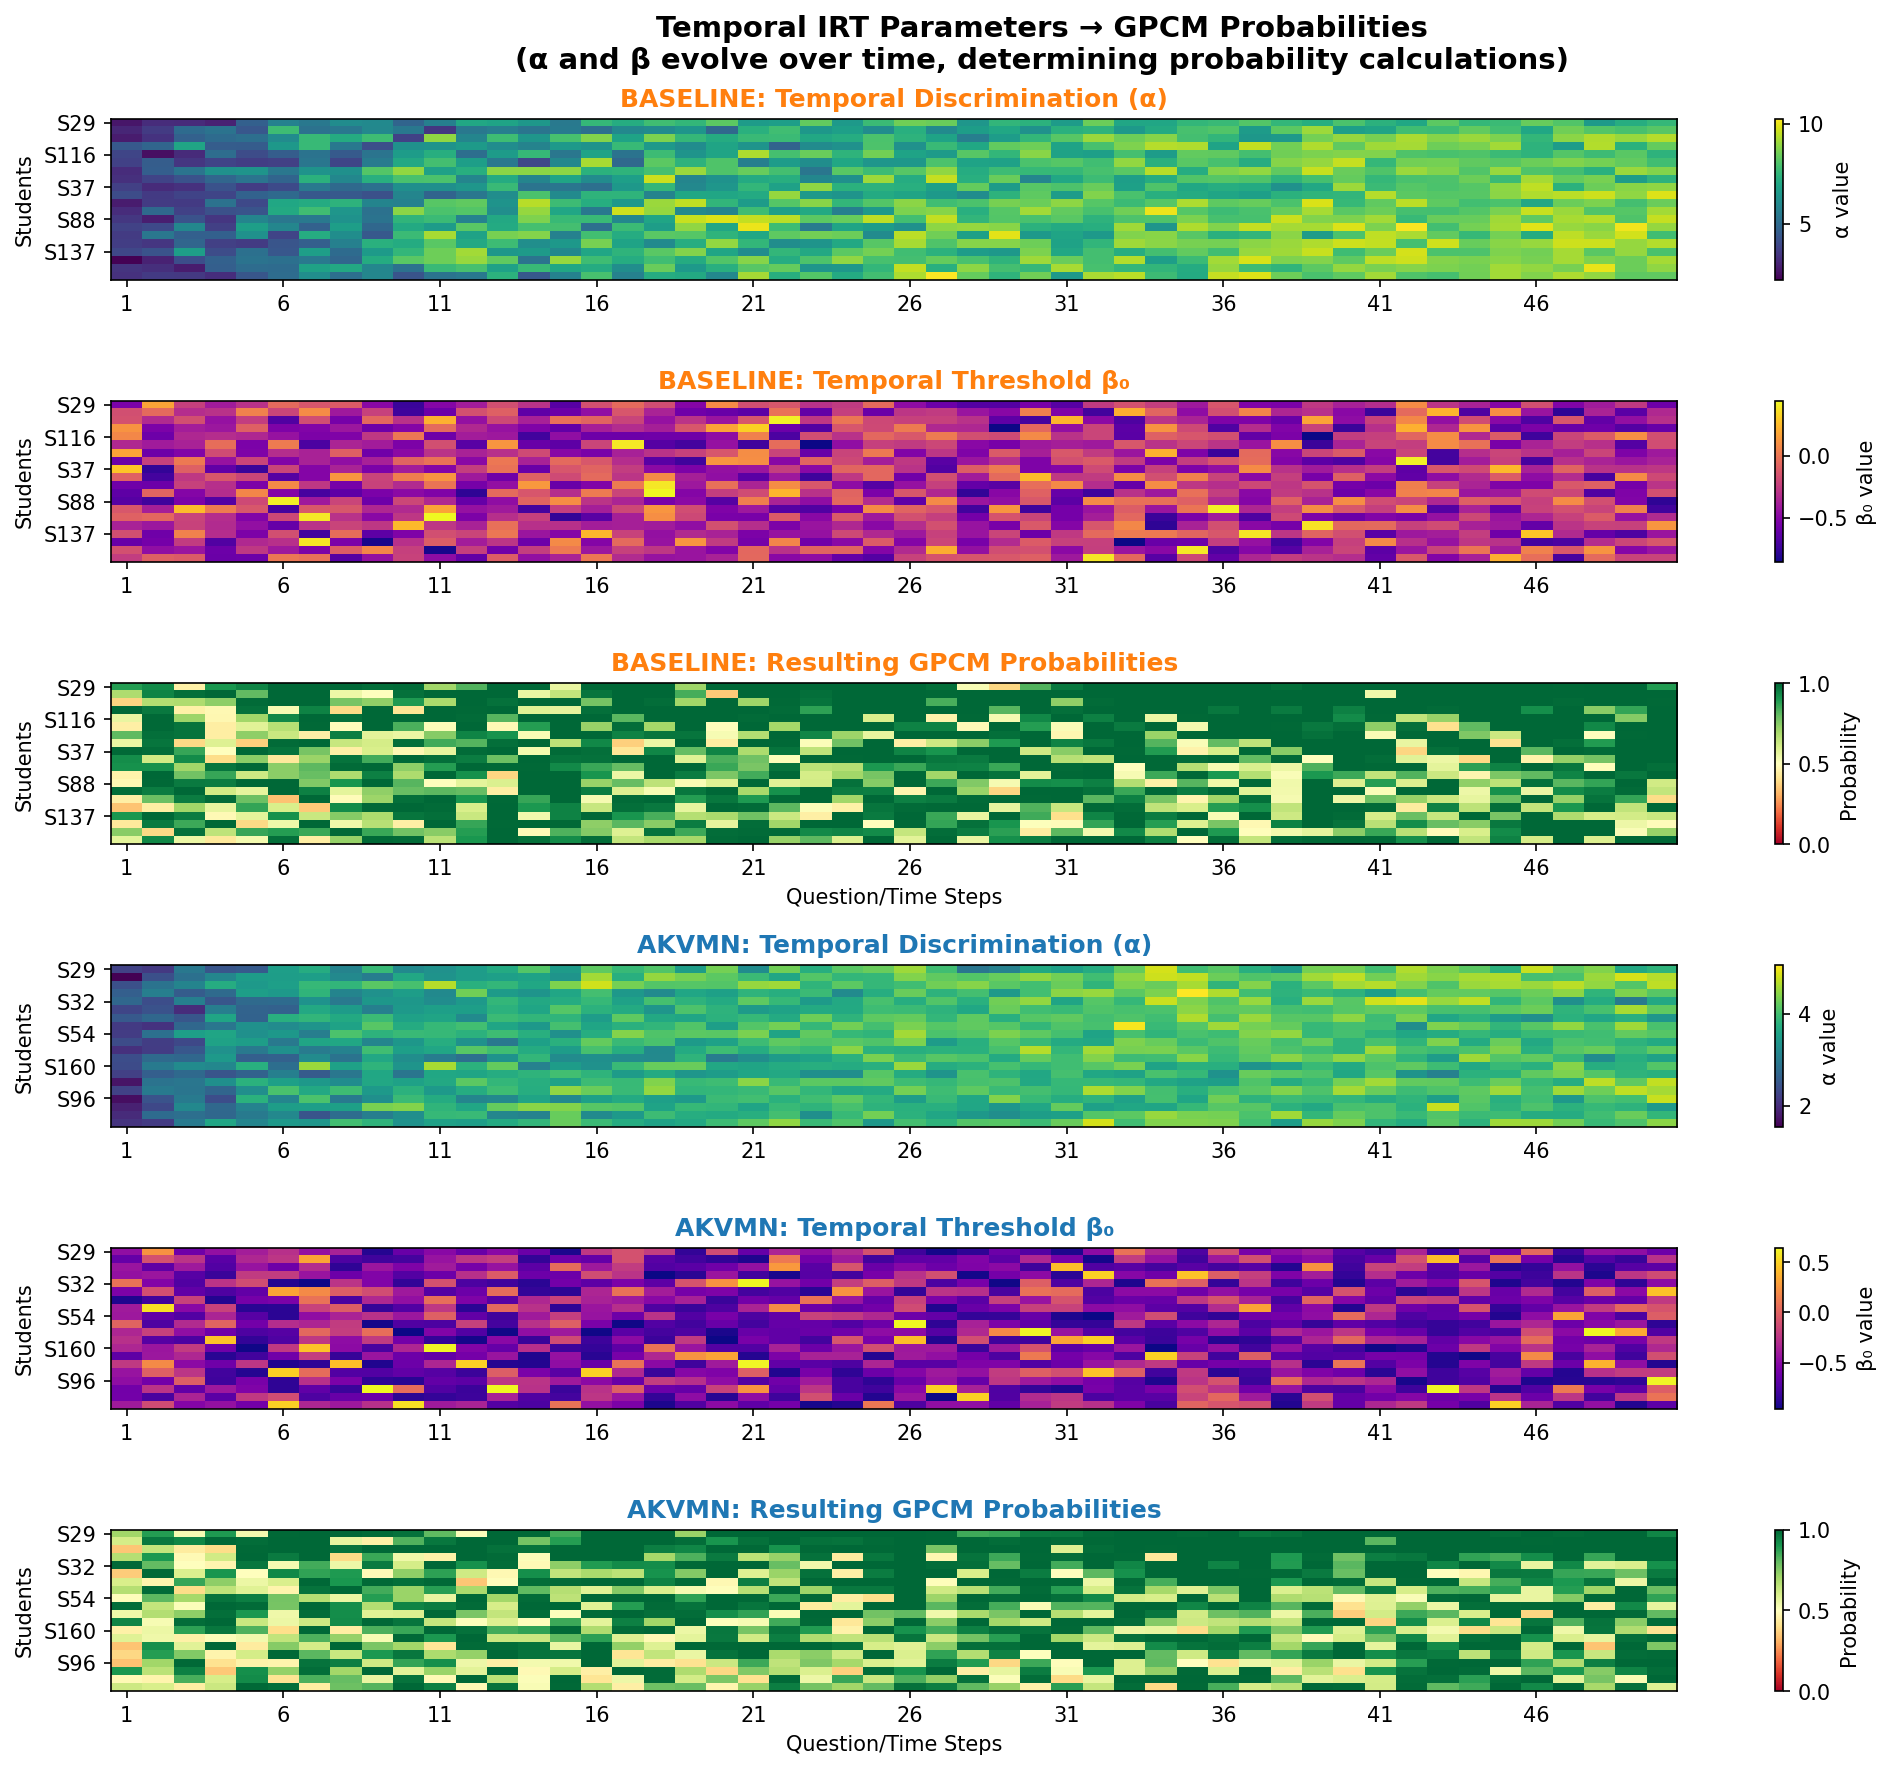 Temporal IRT Parameters → GPCM Probabilities
(α and β evolve over time, determining probability calculations)
BASELINE: Temporal Discrimination (α)
Students
S29
S116
S37
S88
S137
1 6 11 16 21 26 31 36 41 46
10
5
α value
BASELINE: Temporal Threshold β₀
Students
S29
S116
S37
S88
S137
1 6 11 16 21 26 31 36 41 46
0.0
−0.5
β₀ value
BASELINE: Resulting GPCM Probabilities
Students
S29
S116
S37
S88
S137
1 6 11 16 21 26 31 36 41 46
Question/Time Steps
1.0
0.5
0.0
Probability
AKVMN: Temporal Discrimination (α)
Students
S29
S32
S54
S160
S96
1 6 11 16 21 26 31 36 41 46
4
2
α value
AKVMN: Temporal Threshold β₀
Students
S29
S32
S54
S160
S96
1 6 11 16 21 26 31 36 41 46
0.5
0.0
−0.5
β₀ value
AKVMN: Resulting GPCM Probabilities
Students
S29
S32
S54
S160
S96
1 6 11 16 21 26 31 36 41 46
Question/Time Steps
1.0
0.5
0.0
Probability